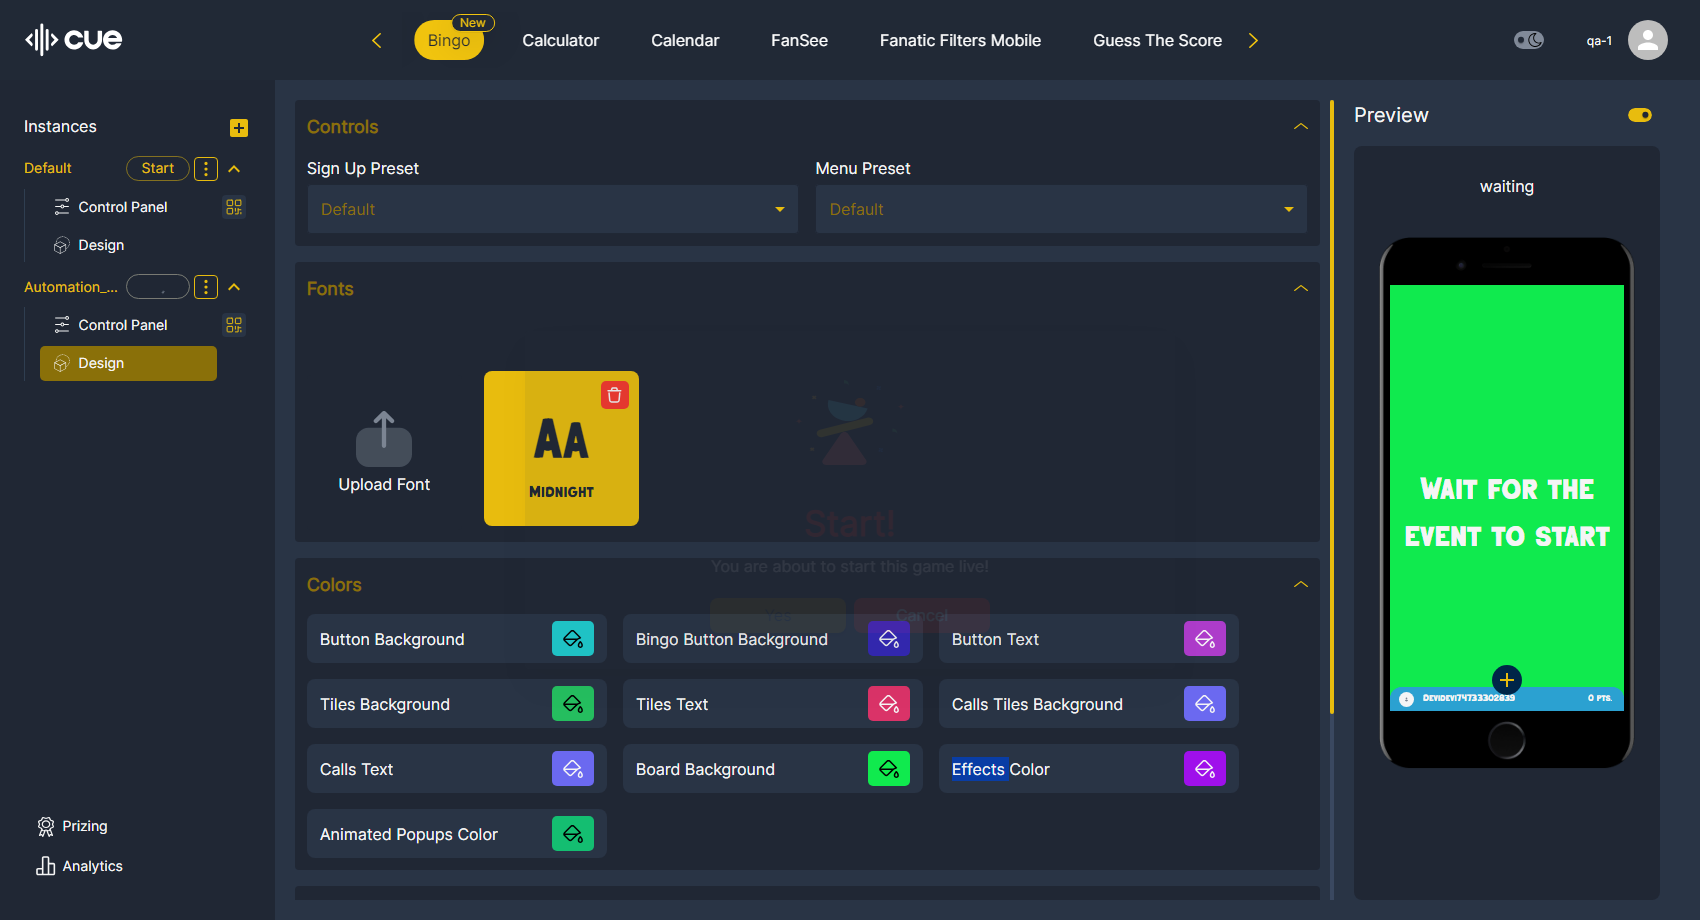 cue
New
Bingo
Calculator
Calendar
FanSee
Fanatic Filters Mobile
Guess The Score
qa-1
Instances
Default
Start
Control Panel
Design
Automation_...
Control Panel
Design
Prizing
Analytics
Controls
Sign Up Preset
Menu Preset
Default
Default
Fonts
Upload Font
Aa
Midnight
Start!
You are about to start this game live!
Yes
Cancel
Colors
Button Background
Bingo Button Background
Button Text
Tiles Background
Tiles Text
Calls Tiles Background
Calls Text
Board Background
Effects Color
Animated Popups Color
Preview
waiting
Wait for the
event to start
0 pts.